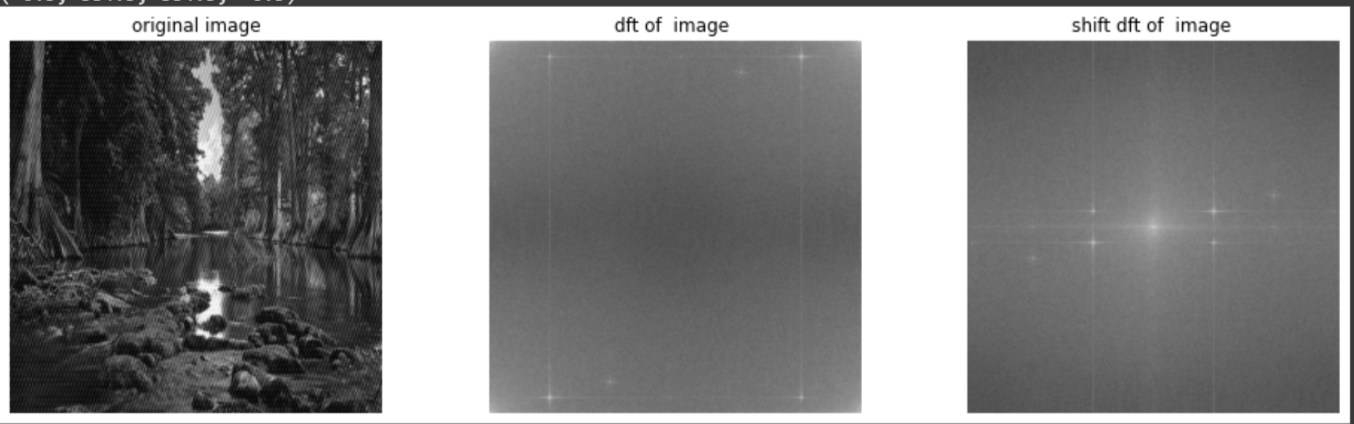 original image
dft of  image
shift dft of  image